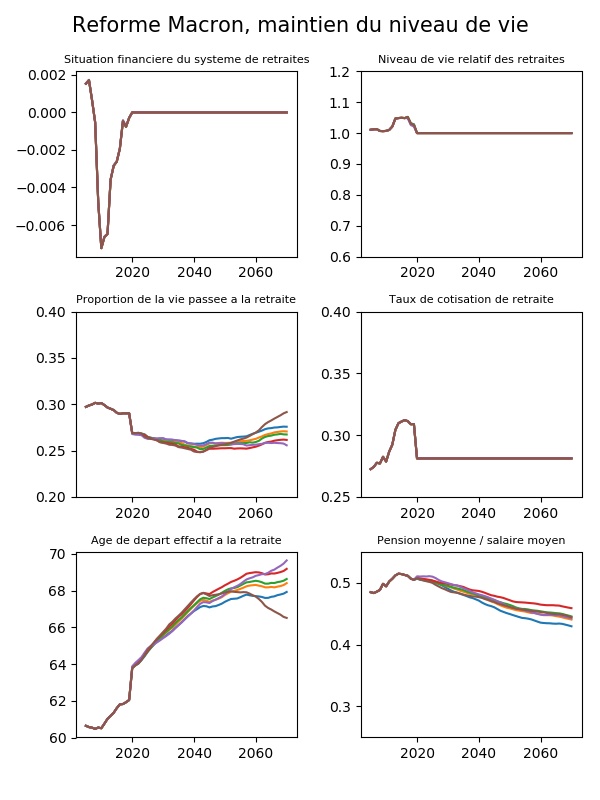 Reforme Macron, maintien du niveau de vie
Situation financiere du systeme de retraites
0.002
0.000
−0.002
−0.004
−0.006
2020 2040 2060
Niveau de vie relatif des retraites
1.2
1.1
1.0
0.9
0.8
0.7
0.6
2020 2040 2060
Proportion de la vie passee a la retraite
0.40
0.35
0.30
0.25
0.20
2020 2040 2060
Taux de cotisation de retraite
0.40
0.35
0.30
0.25
2020 2040 2060
Age de depart effectif a la retraite
70
68
66
64
62
60
2020 2040 2060
Pension moyenne / salaire moyen
0.5
0.4
0.3
2020 2040 2060